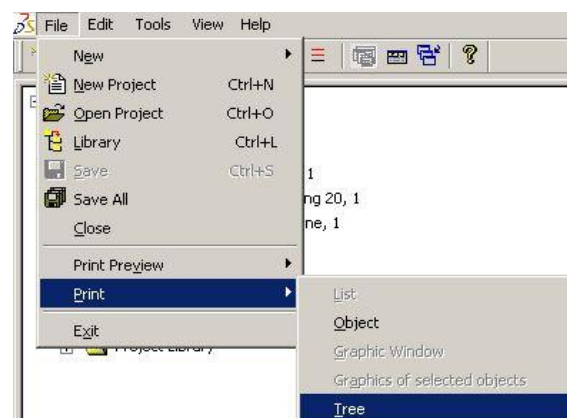 File Edit Tools View Help
New
New Project Ctrl+N
Open Project Ctrl+O
Library Ctrl+L
Save Ctrl+S
1
Save All
ng 20, 1
Close
ne, 1
Print Preview
Print
List
Object
Exit
Graphic Window
Project Library
Graphics of selected objects
Tree